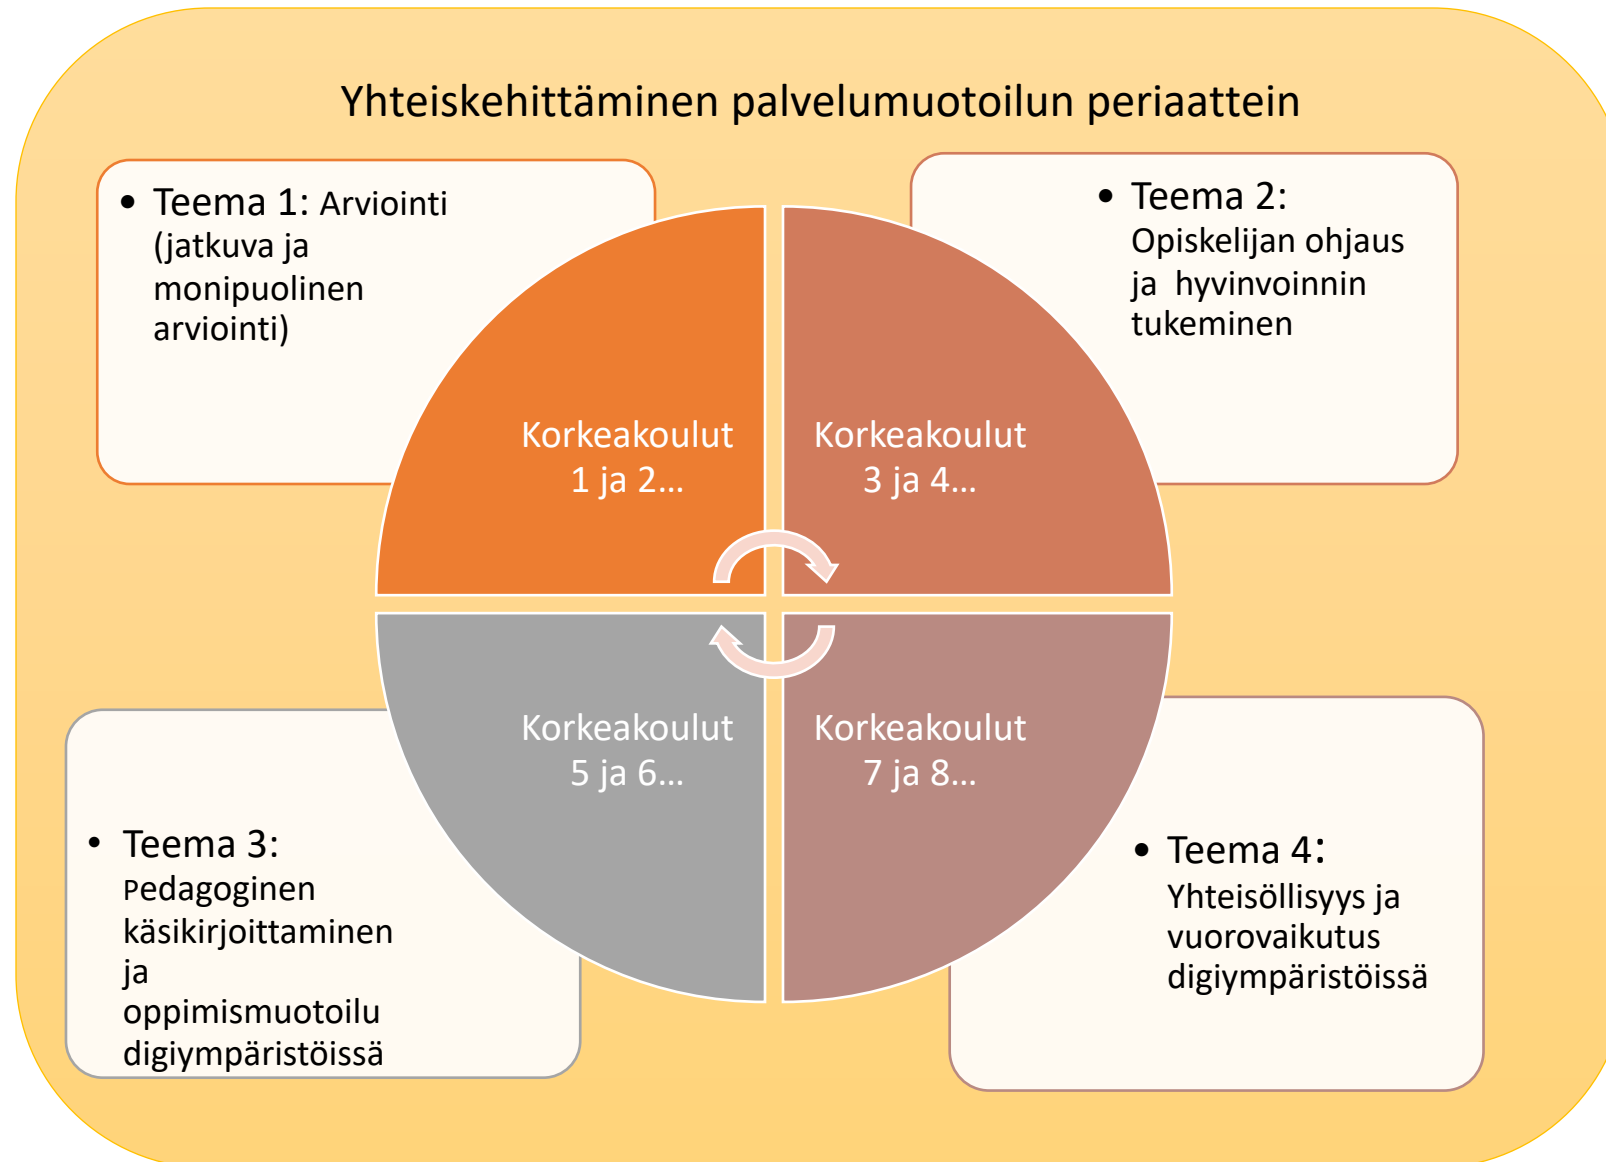 Yhteiskehittäminen palvelumuotoilun periaattein
• Teema 1: Arviointi
(jatkuva ja
monipuolinen
arviointi)
• Teema 2:
Opiskelijan ohjaus
ja hyvinvoinnin
tukeminen
Korkeakoulut
1 ja 2...
Korkeakoulut
3 ja 4...
Korkeakoulut
5 ja 6...
Korkeakoulut
7 ja 8...
• Teema 3:
Pedagoginen
käsikirjoittaminen
ja
oppimismuotoilu
digiympäristöissä
• Teema 4:
Yhteisöllisyys ja
vuorovaikutus
digiympäristöissä